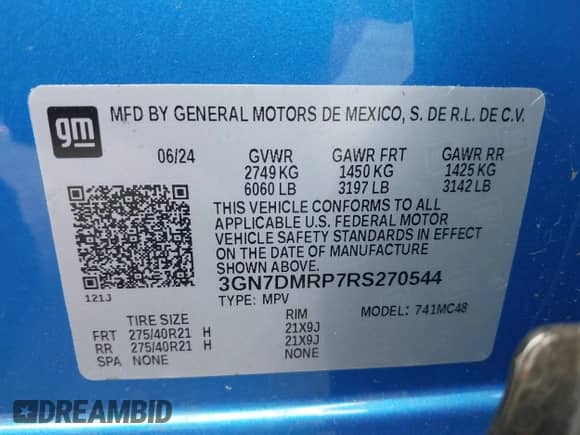 gm
MFD BY GENERAL MOTORS DE MEXICO, S. DE R.L. DE C.V.
06/24 GVWR GAWR FRT GAWR RR
2749 KG 1450 KG 1425 KG
6060 LB 3197 LB 3142 LB
THIS VEHICLE CONFORMS TO ALL
APPLICABLE U.S. FEDERAL MOTOR
VEHICLE SAFETY STANDARDS IN EFFECT
ON THE DATE OF MANUFACTURE
SHOWN ABOVE.
121J
3GN7DMRP7RS270544
TYPE: MPV MODEL: 741MC48
TIRE SIZE RIM
FRT 275/40R21 H 21X9J
RR 275/40R21 H 21X9J
SPA NONE NONE
DREAMBID